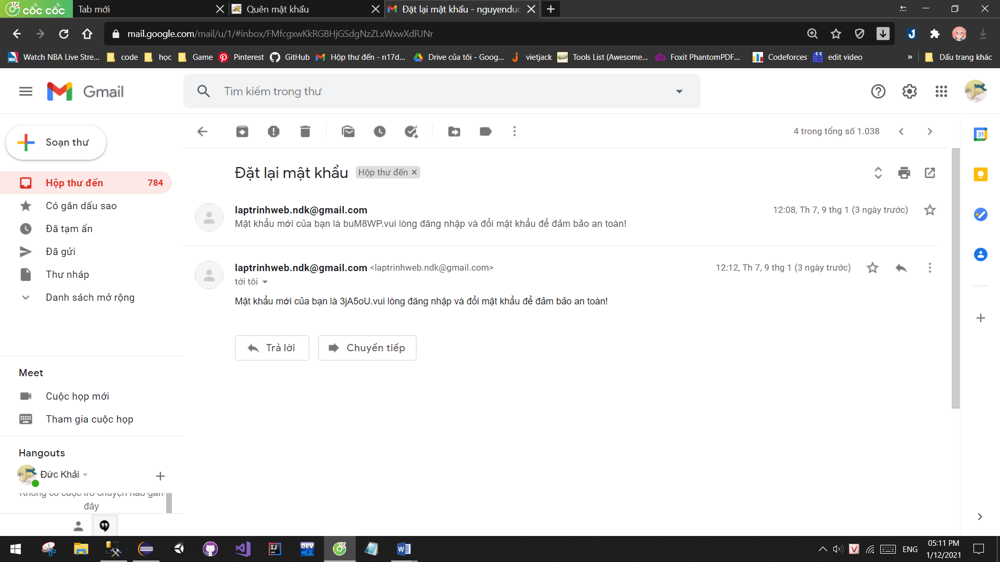 cốc cốc
Tab mới
Quên mật khẩu
Đặt lại mật khẩu - nguyenduc
mail.google.com/mail/u/1/#inbox/FMfcgxwKkRGBHjGSdgNzZLxWxwXdRJNr
Watch NBA Live Stre...
code
học
Game
Pinterest
GitHub
Hộp thư đến - n17d...
Drive của tôi - Goog...
vietjack
Tools List (Awesome...
Foxit PhantomPDF...
Codeforces
edit video
»
Dấu trang khác
Gmail
Tìm kiếm trong thư
Soạn thư
4 trong tổng số 1.038
31
Hộp thư đến 784
Có gắn dấu sao
Đã tạm ẩn
Đã gửi
Thư nháp
Danh sách mở rộng
Đặt lại mật khẩu
Hộp thư đến ×
laptrinhweb.ndk@gmail.com
12:08, Th 7, 9 thg 1 (3 ngày trước)
Mật khẩu mới của bạn là buM8WP.vui lòng đăng nhập và đổi mật khẩu để đảm bảo an toàn!
laptrinhweb.ndk@gmail.com <laptrinhweb.ndk@gmail.com>
12:12, Th 7, 9 thg 1 (3 ngày trước)
tới tôi
Mật khẩu mới của bạn là 3jA5oU.vui lòng đăng nhập và đổi mật khẩu để đảm bảo an toàn!
Trả lời
Chuyển tiếp
Meet
Cuộc họp mới
Tham gia cuộc họp
Hangouts
Đức Khải
Không có cuộc trò chuyện nào gần
đây
IJ
DEV
C++
W
V
ENG
05:11 PM
1/12/2021